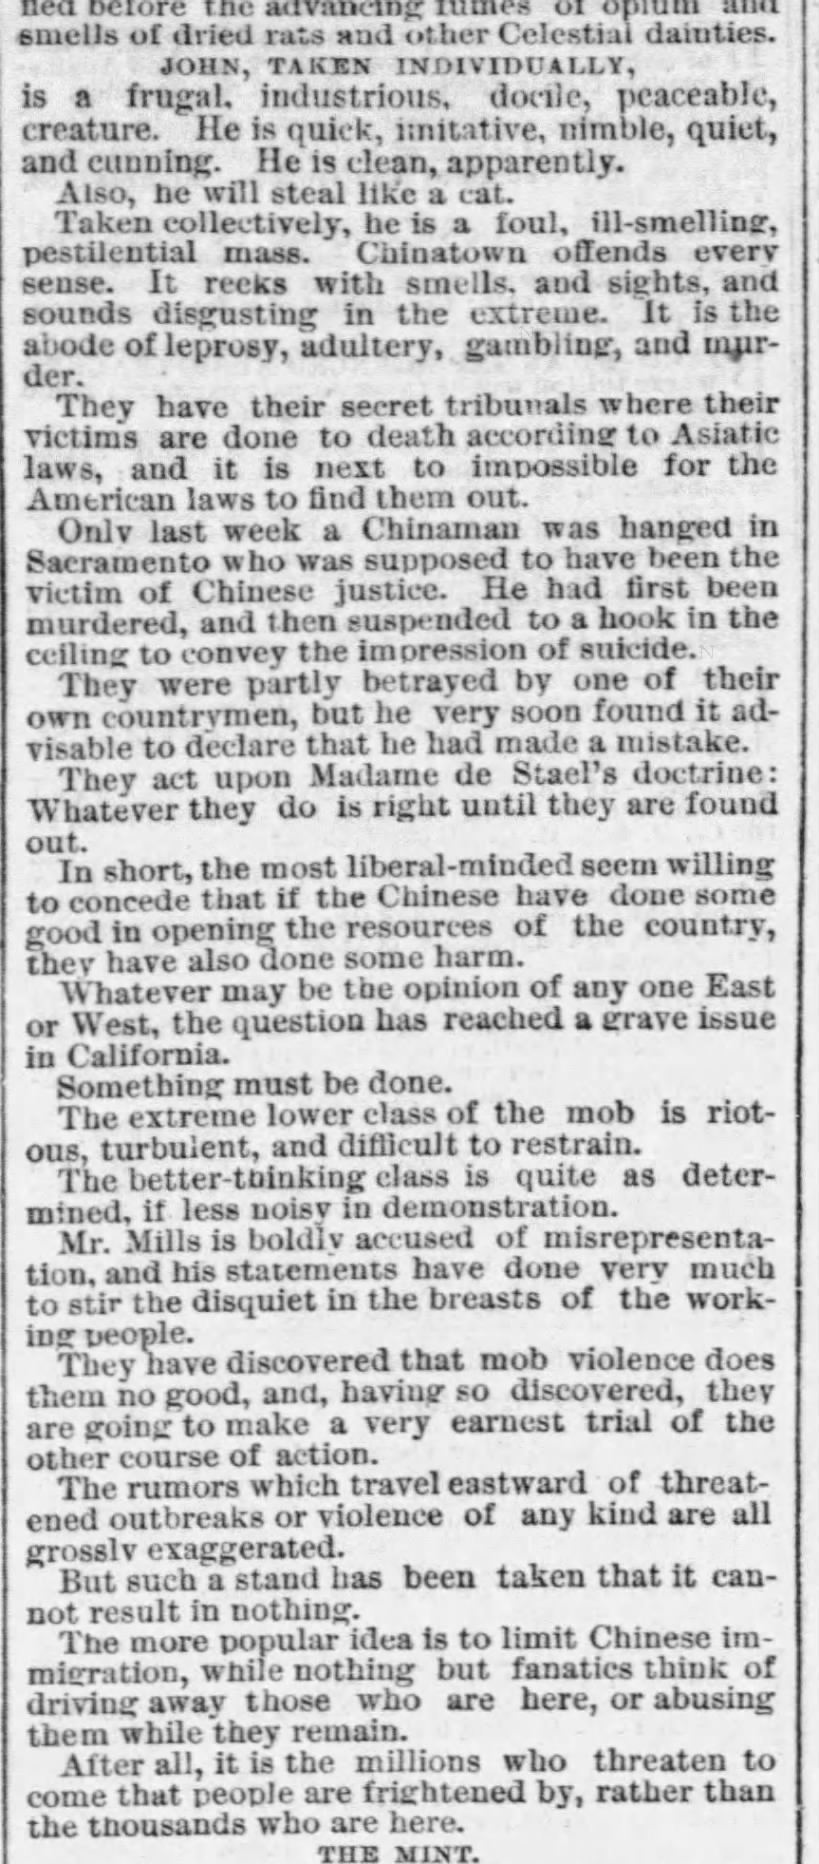 fled before the advancing fumes of opium and
smells of dried rats and other Celestial dainties.
JOHN, TAKEN INDIVIDUALLY,
is a frugal, industrious, docile, peaceable,
creature. He is quick, imitative, nimble, quiet,
and cunning. He is clean, apparently.
Also, he will steal like a cat.
Taken collectively, he is a foul, ill-smelling,
pestilential mass. Chinatown offends every
sense. It reeks with smells, and sights, and
sounds disgusting in the extreme. It is the
abode of leprosy, adultery, gambling, and mur-
der.
They have their secret tribunals where their
victims are done to death according to Asiatic
laws, and it is next to impossible for the
American laws to find them out.
Only last week a Chinaman was hanged in
Sacramento who was supposed to have been the
victim of Chinese justice. He had first been
murdered, and then suspended to a hook in the
ceiling to convey the impression of suicide.
They were partly betrayed by one of their
own countrymen, but he very soon found it ad-
visable to declare that he had made a mistake.
They act upon Madame de Stael's doctrine:
Whatever they do is right until they are found
out.
In short, the most liberal-minded seem willing
to concede that if the Chinese have done some
good in opening the resources of the country,
they have also done some harm.
Whatever may be the opinion of any one East
or West, the question has reached a grave issue
in California.
Something must be done.
The extreme lower class of the mob is riot-
ous, turbulent, and difficult to restrain.
The better-thinking class is quite as deter-
mined, if less noisy in demonstration.
Mr. Mills is boldly accused of misrepresenta-
tion, and his statements have done very much
to stir the disquiet in the breasts of the work-
ing people.
They have discovered that mob violence does
them no good, and, having so discovered, they
are going to make a very earnest trial of the
other course of action.
The rumors which travel eastward of threat-
ened outbreaks or violence of any kind are all
grossly exaggerated.
But such a stand has been taken that it can-
not result in nothing.
The more popular idea is to limit Chinese im-
migration, while nothing but fanatics think of
driving away those who are here, or abusing
them while they remain.
After all, it is the millions who threaten to
come that people are frightened by, rather than
the thousands who are here.
THE MINT.